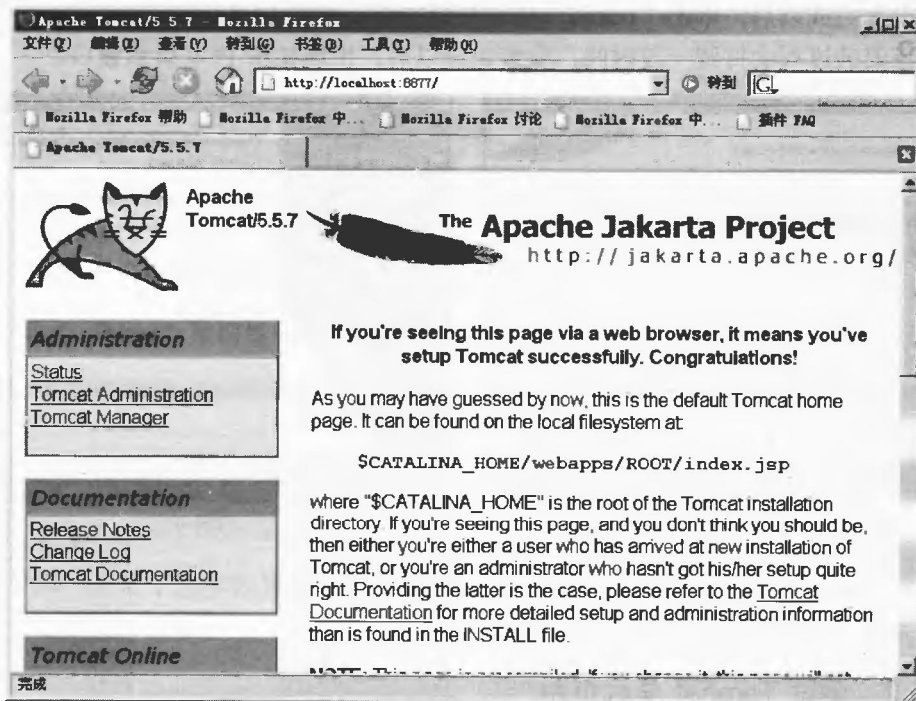 Apache Tomcat/5.5.7 - Mozilla Firefox
文件(F) 编辑(E) 查看(V) 转到(G) 书签(B) 工具(T) 帮助(H)
http://localhost:8877/ 转到 G
Mozilla Firefox 帮助 Mozilla Firefox 中... Mozilla Firefox 讨论 Mozilla Firefox 中... 插件 FAQ
Apache Tomcat/5.5.7
Apache
Tomcat/5.5.7
The Apache Jakarta Project
http://jakarta.apache.org/
If you're seeing this page via a web browser, it means you've
setup Tomcat successfully. Congratulations!
As you may have guessed by now, this is the default Tomcat home
page. It can be found on the local filesystem at:
$CATALINA_HOME/webapps/ROOT/index.jsp
where "$CATALINA_HOME" is the root of the Tomcat installation
directory. If you're seeing this page, and you don't think you should be,
then either you're either a user who has arrived at new installation of
Tomcat, or you're an administrator who hasn't got his/her setup quite
right. Providing the latter is the case, please refer to the Tomcat
Documentation for more detailed setup and administration information
than is found in the INSTALL file.
Administration
Status
Tomcat Administration
Tomcat Manager
Documentation
Release Notes
Change Log
Tomcat Documentation
Tomcat Online
完成